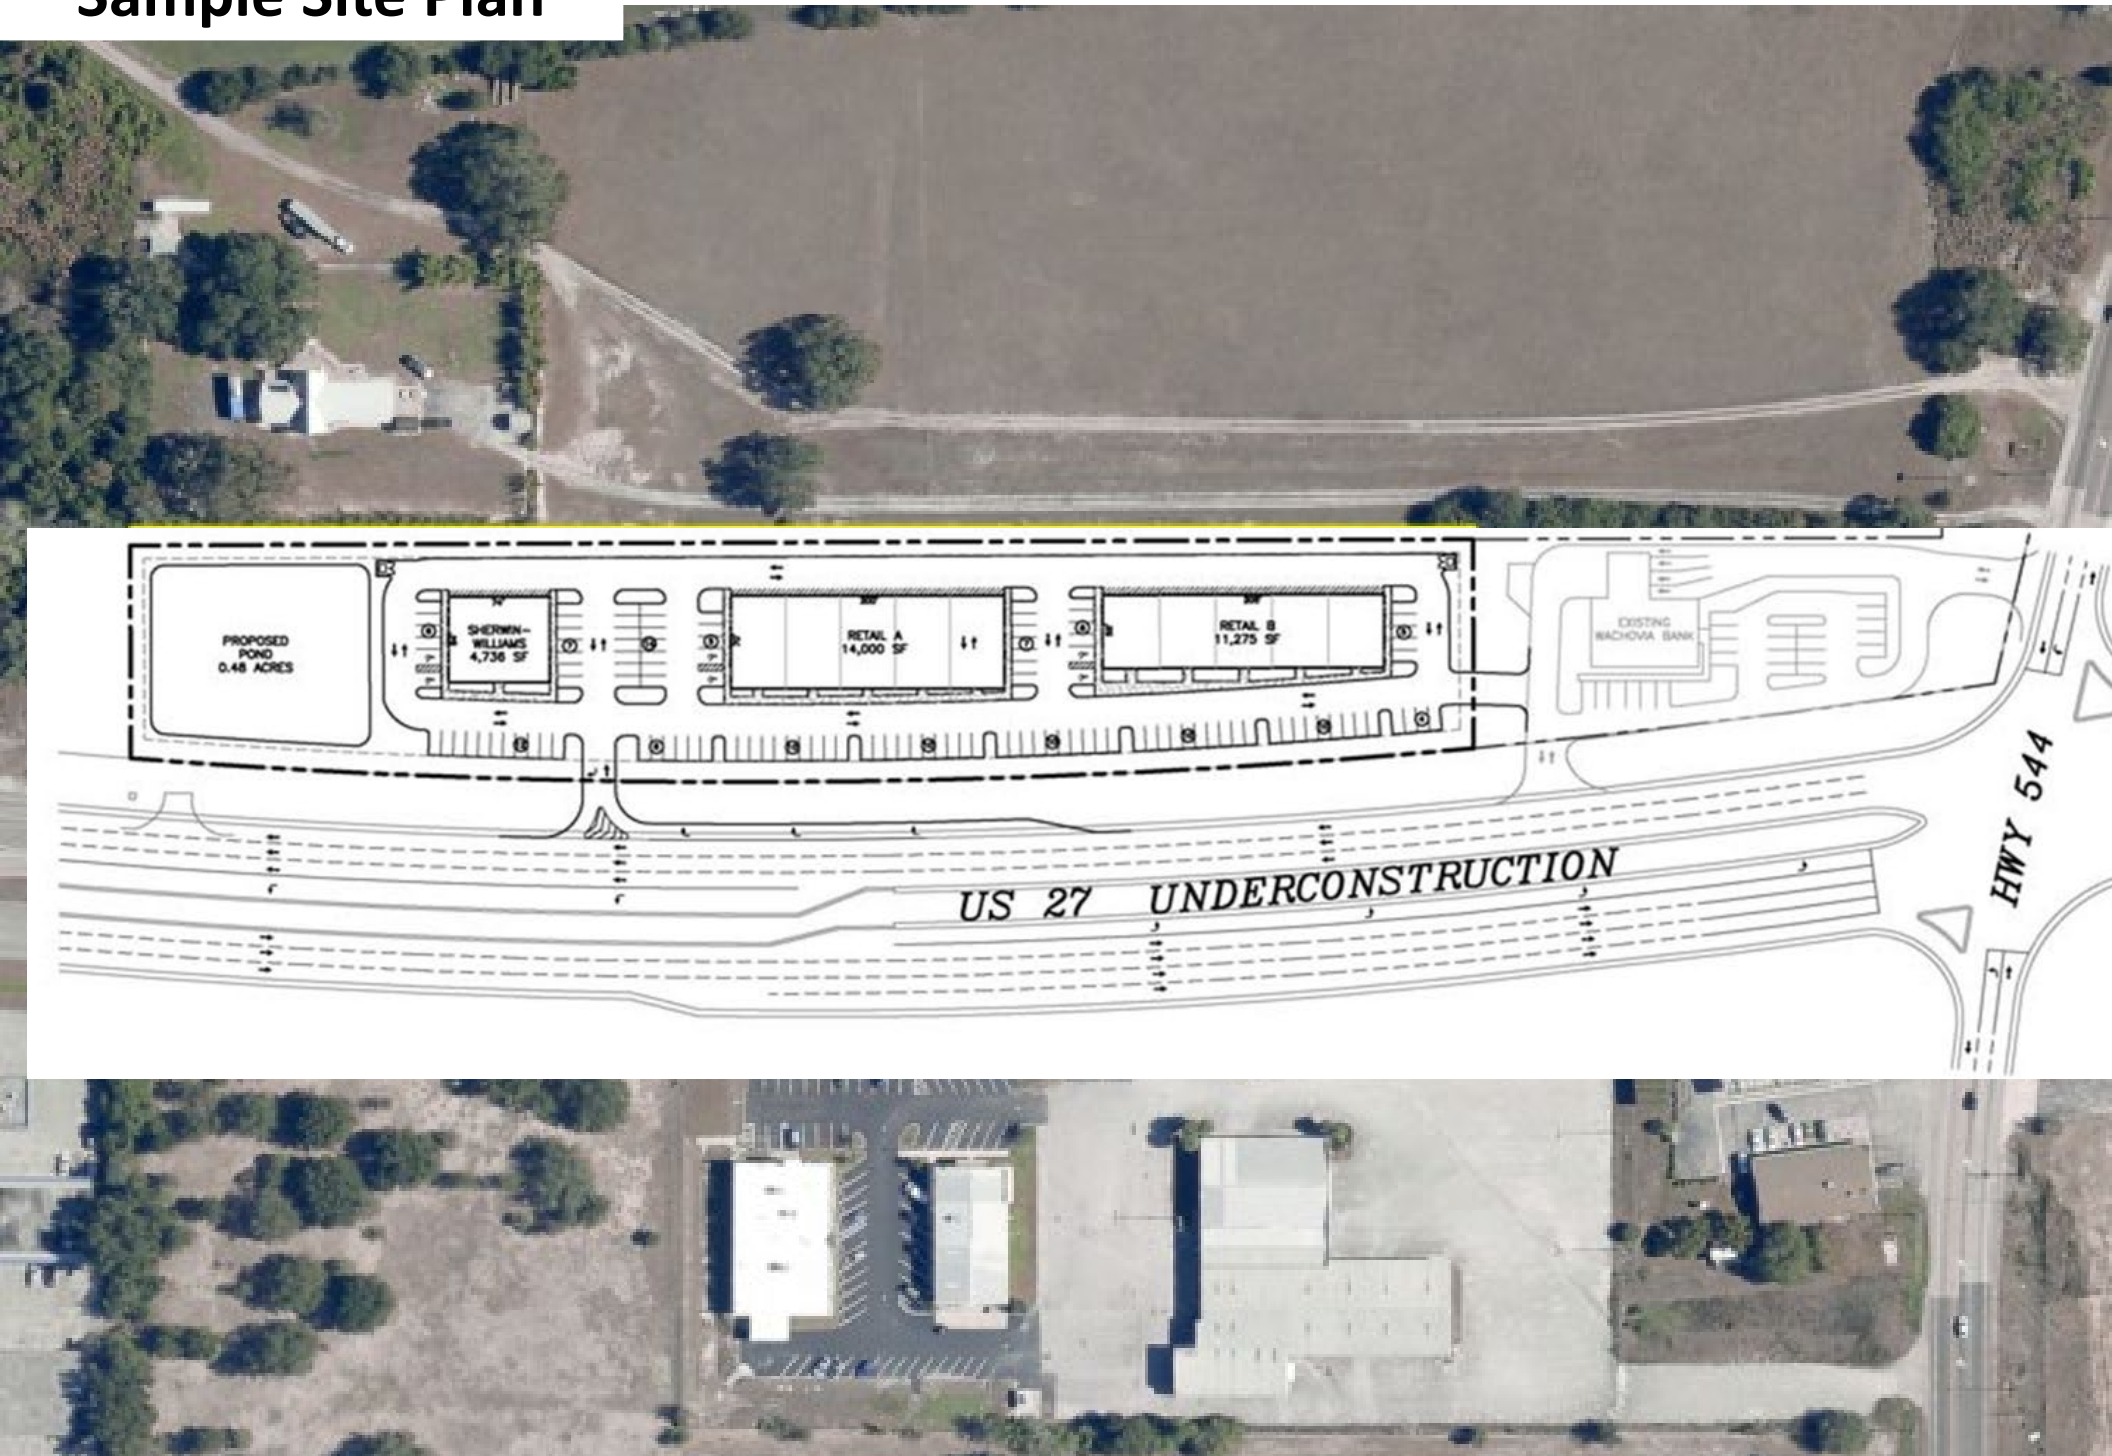 Sample Site Plan
PROPOSED
POND
0.48 ACRES
SHERWIN-
WILLIAMS
4,736 SF
RETAIL A
14,000 SF
RETAIL B
11,275 SF
EXISTING
WACHOVIA BANK
US 27 UNDERCONSTRUCTION
HWY 544